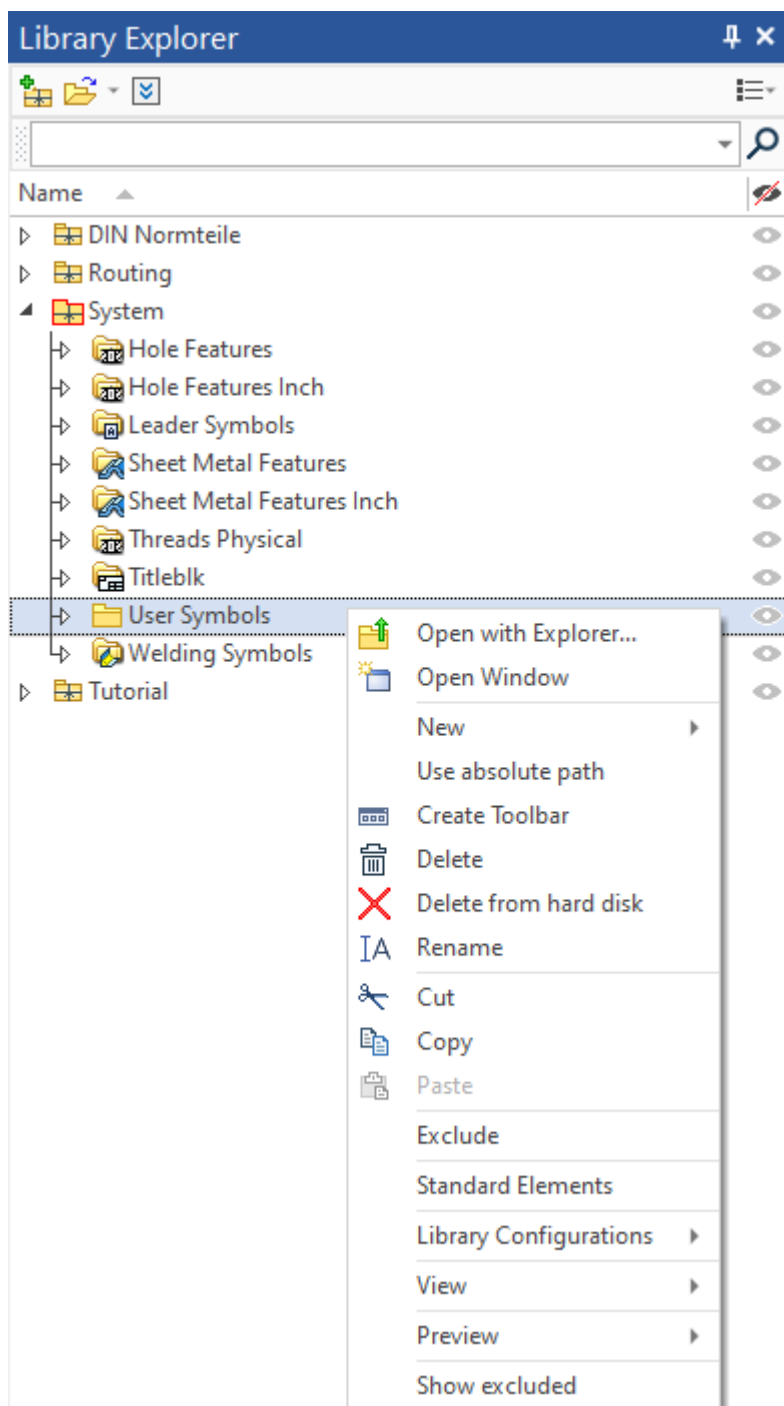 Library Explorer
Name
DIN Normteile
Routing
System
Hole Features
Hole Features Inch
Leader Symbols
Sheet Metal Features
Sheet Metal Features Inch
Threads Physical
Titleblk
User Symbols
Welding Symbols
Tutorial
Open with Explorer...
Open Window
New
Use absolute path
Create Toolbar
Delete
Delete from hard disk
Rename
Cut
Copy
Paste
Exclude
Standard Elements
Library Configurations
View
Preview
Show excluded